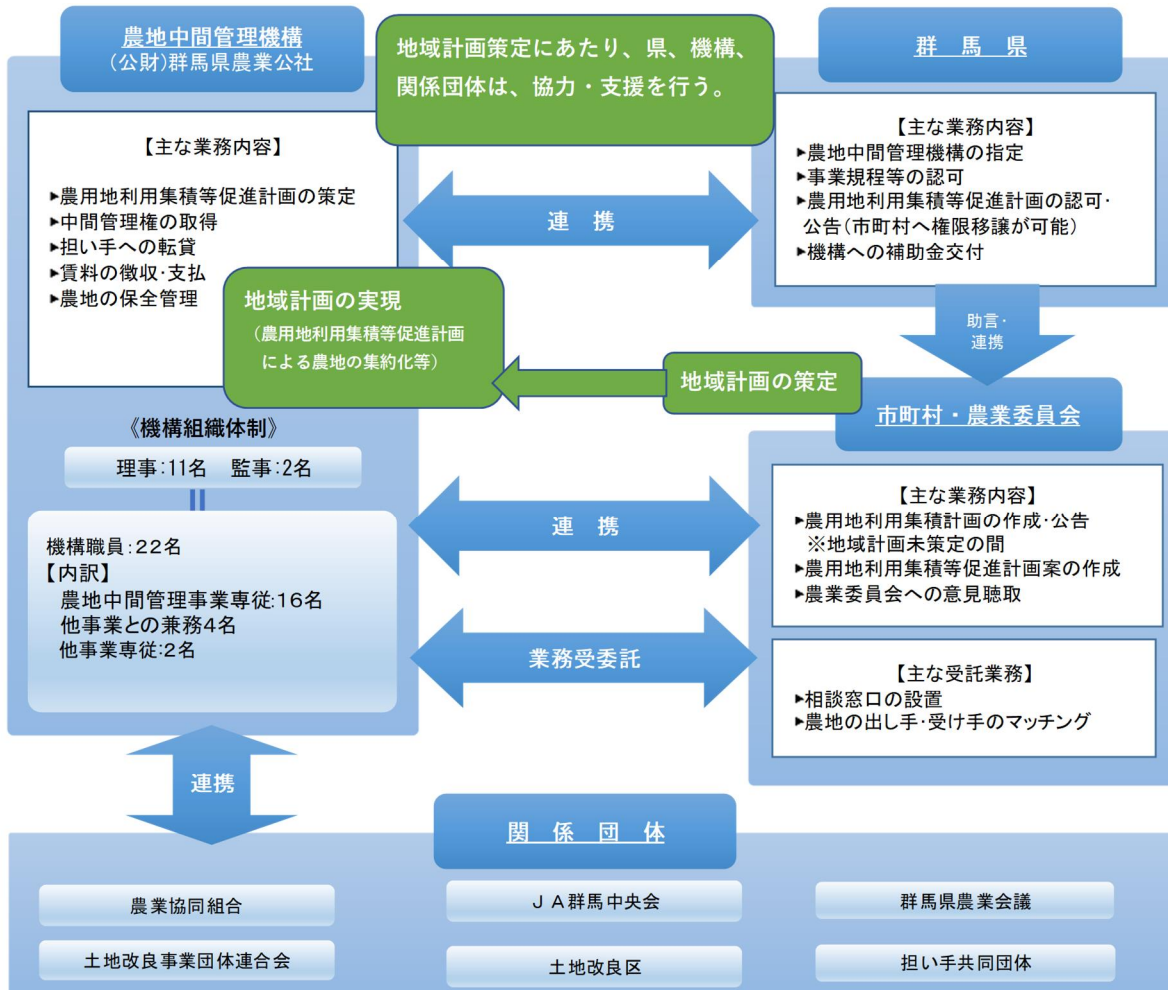 農地中間管理機構
(公財)群馬県農業公社
【主な業務内容】
▸農用地利用集積等促進計画の策定
▸中間管理権の取得
▸担い手への転貸
▸賃料の徴収・支払
▸農地の保全管理
地域計画策定にあたり、県、機構、
関係団体は、協力・支援を行う。
群　馬　県
【主な業務内容】
▸農地中間管理機構の指定
▸事業規程等の認可
▸農用地利用集積等促進計画の認可・
公告(市町村へ権限移譲が可能)
▸機構への補助金交付
連　携
地域計画の実現
（農用地利用集積等促進計画
による農地の集約化等）
地域計画の策定
助言・
連携
《機構組織体制》
理事:11名　監事:2名
機構職員:22名
【内訳】
農地中間管理事業専従:16名
他事業との兼務4名
他事業専従:2名
連　携
業務受委託
市町村・農業委員会
【主な業務内容】
▸農用地利用集積計画の作成・公告
※地域計画未策定の間
▸農用地利用集積等促進計画案の作成
▸農業委員会への意見聴取
【主な受託業務】
▸相談窓口の設置
▸農地の出し手・受け手のマッチング
連携
関　係　団　体
農業協同組合
ＪＡ群馬中央会
群馬県農業会議
土地改良事業団体連合会
土地改良区
担い手共同団体